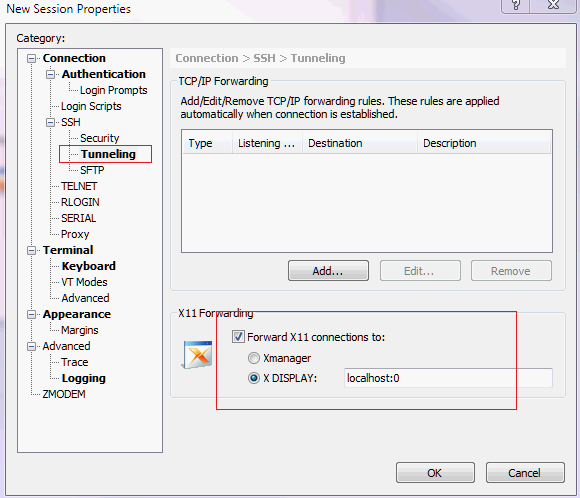 New Session Properties
Category:
Connection
Authentication
Login Prompts
Login Scripts
SSH
Security
Tunneling
SFTP
TELNET
RLOGIN
SERIAL
Proxy
Terminal
Keyboard
VT Modes
Advanced
Appearance
Margins
Advanced
Trace
Logging
ZMODEM
Connection > SSH > Tunneling
TCP/IP Forwarding
Add/Edit/Remove TCP/IP forwarding rules. These rules are applied
automatically when connection is established.
Type Listening ... Destination Description
Add... Edit... Remove
X11 Forwarding
Forward X11 connections to:
Xmanager
X DISPLAY: localhost:0
OK Cancel